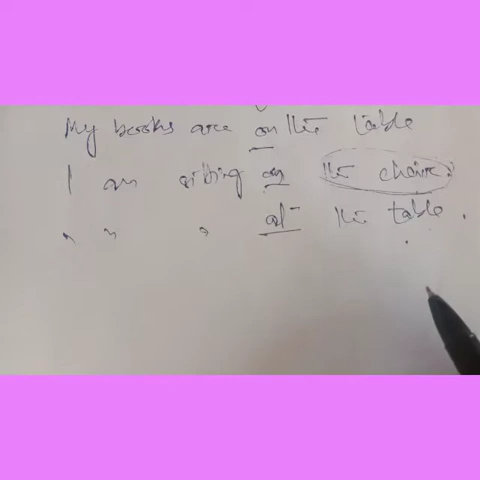 My books are on the table
I am sitting on the chair.
" " " at the table.